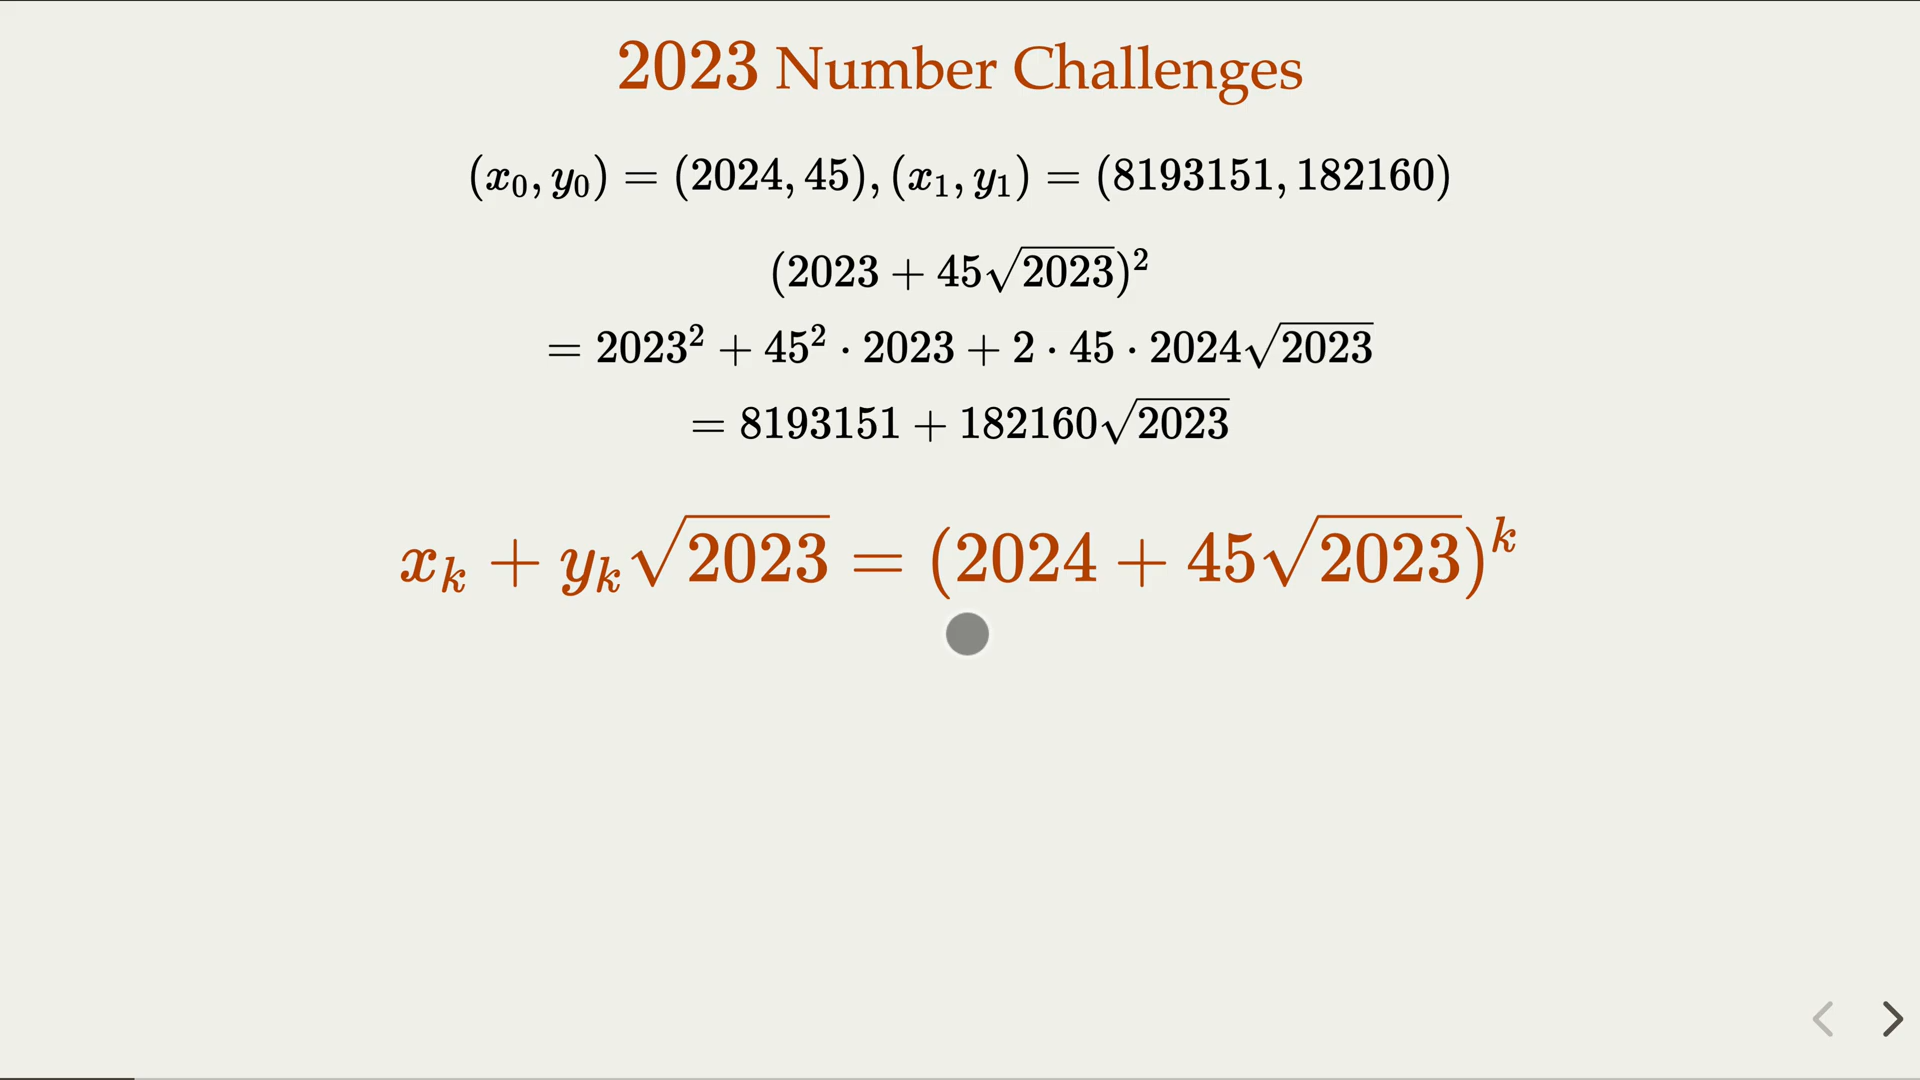 2023 Number Challenges
(x₀, y₀) = (2024, 45), (x₁, y₁) = (8193151, 182160)
(2023 + 45√2023)²
= 2023² + 45² · 2023 + 2 · 45 · 2024√2023
= 8193151 + 182160√2023
xₖ + yₖ√2023 = (2024 + 45√2023)ᵏ